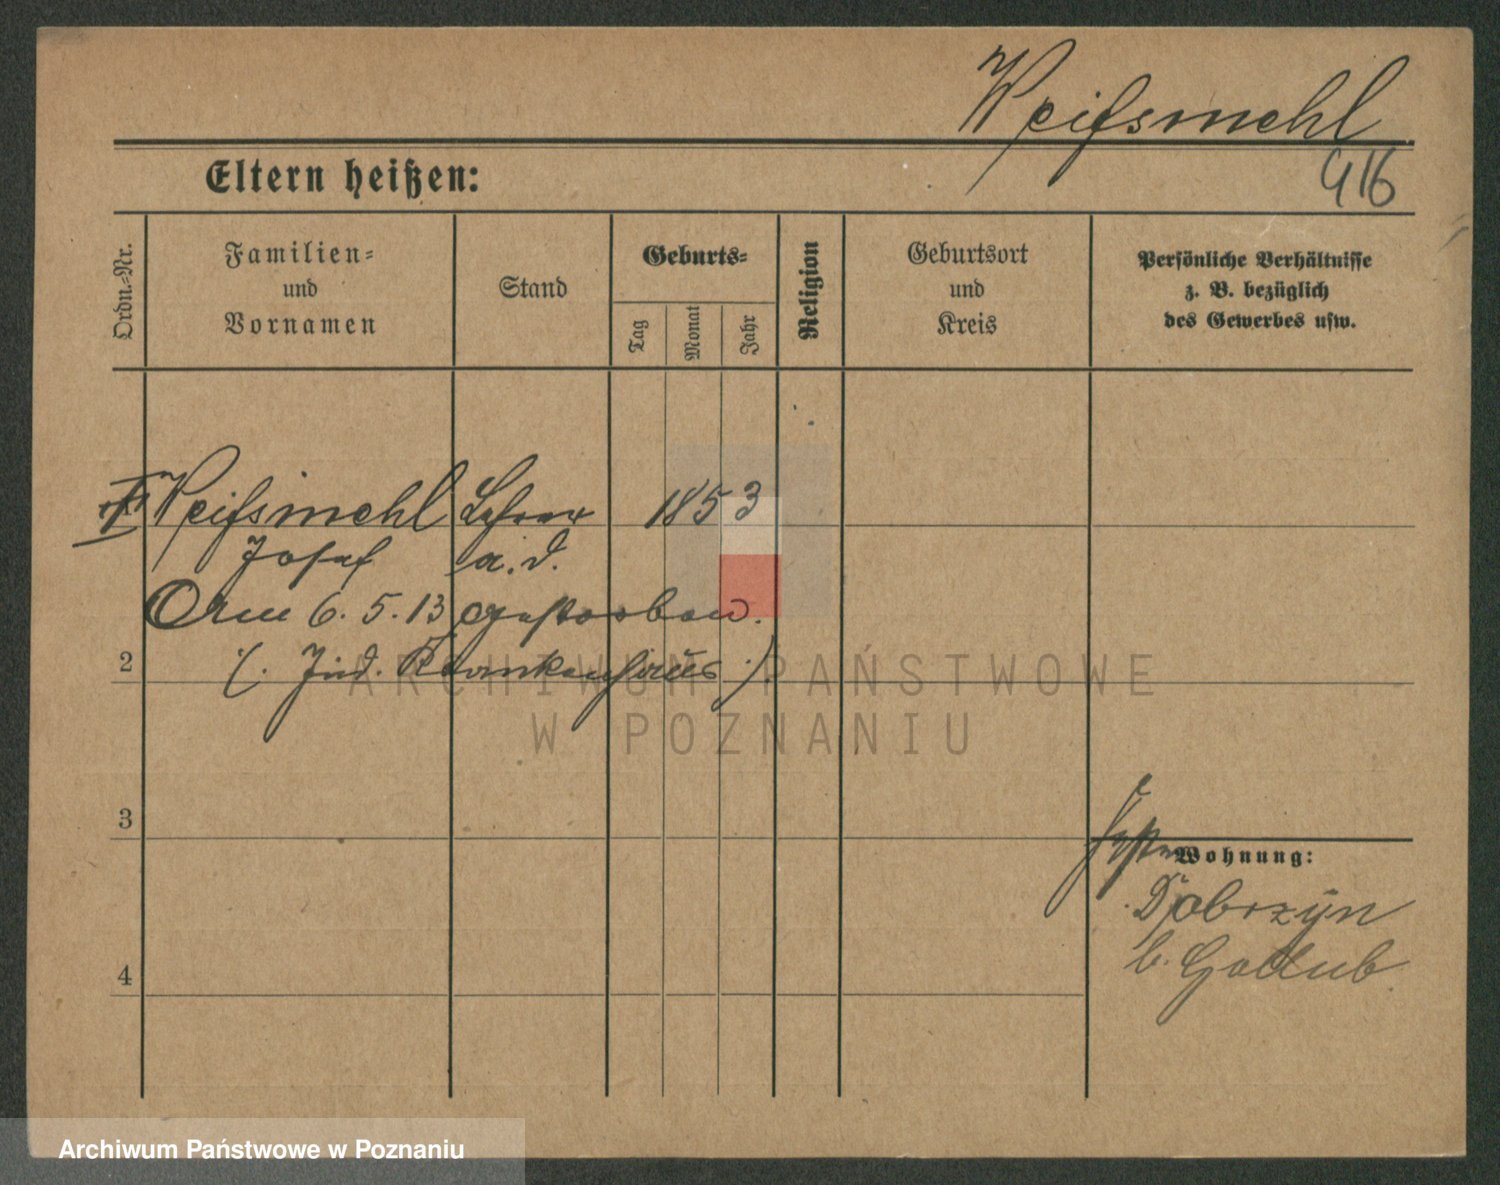 Weißmehl
916
Eltern heißen:
Ordn.-Nr.
Familien-
und
Vornamen
Stand
Geburts-
Tag
Monat
Jahr
Religion
Geburtsort
und
Kreis
Persönliche Verhältnisse
z. B. bezüglich
des Gewerbes usw.
Weißmehl Lehrer 1853
Josef a. D.
Am 6. 5. 13 gestorben.
2 (. Jüd. Krankenhaus .)
ARCHIWUM PAŃSTWOWE
W POZNANIU
3
Wohnung:
Dobrzyn
b. Gollub
4
Archiwum Państwowe w Poznaniu